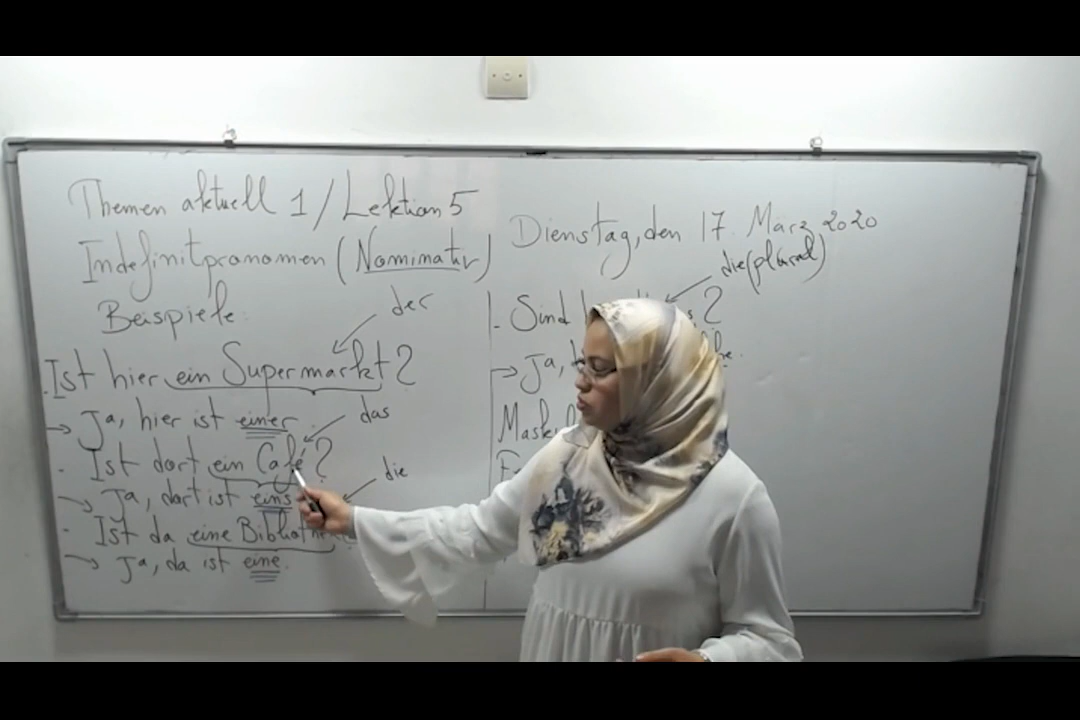 Themen aktuell 1 / Lektion 5
Indefinitpronomen (Nominativ)
Beispiele:
der
. Ist hier ein Supermarkt?
→ Ja, hier ist einer.
das
- Ist dort ein Café?
→ Ja, dort ist eins
die
- Ist da eine
→ Ja, da ist eine.
Dienstag, den 17. März 2020
die (plural)
- Sind
→ Ja,